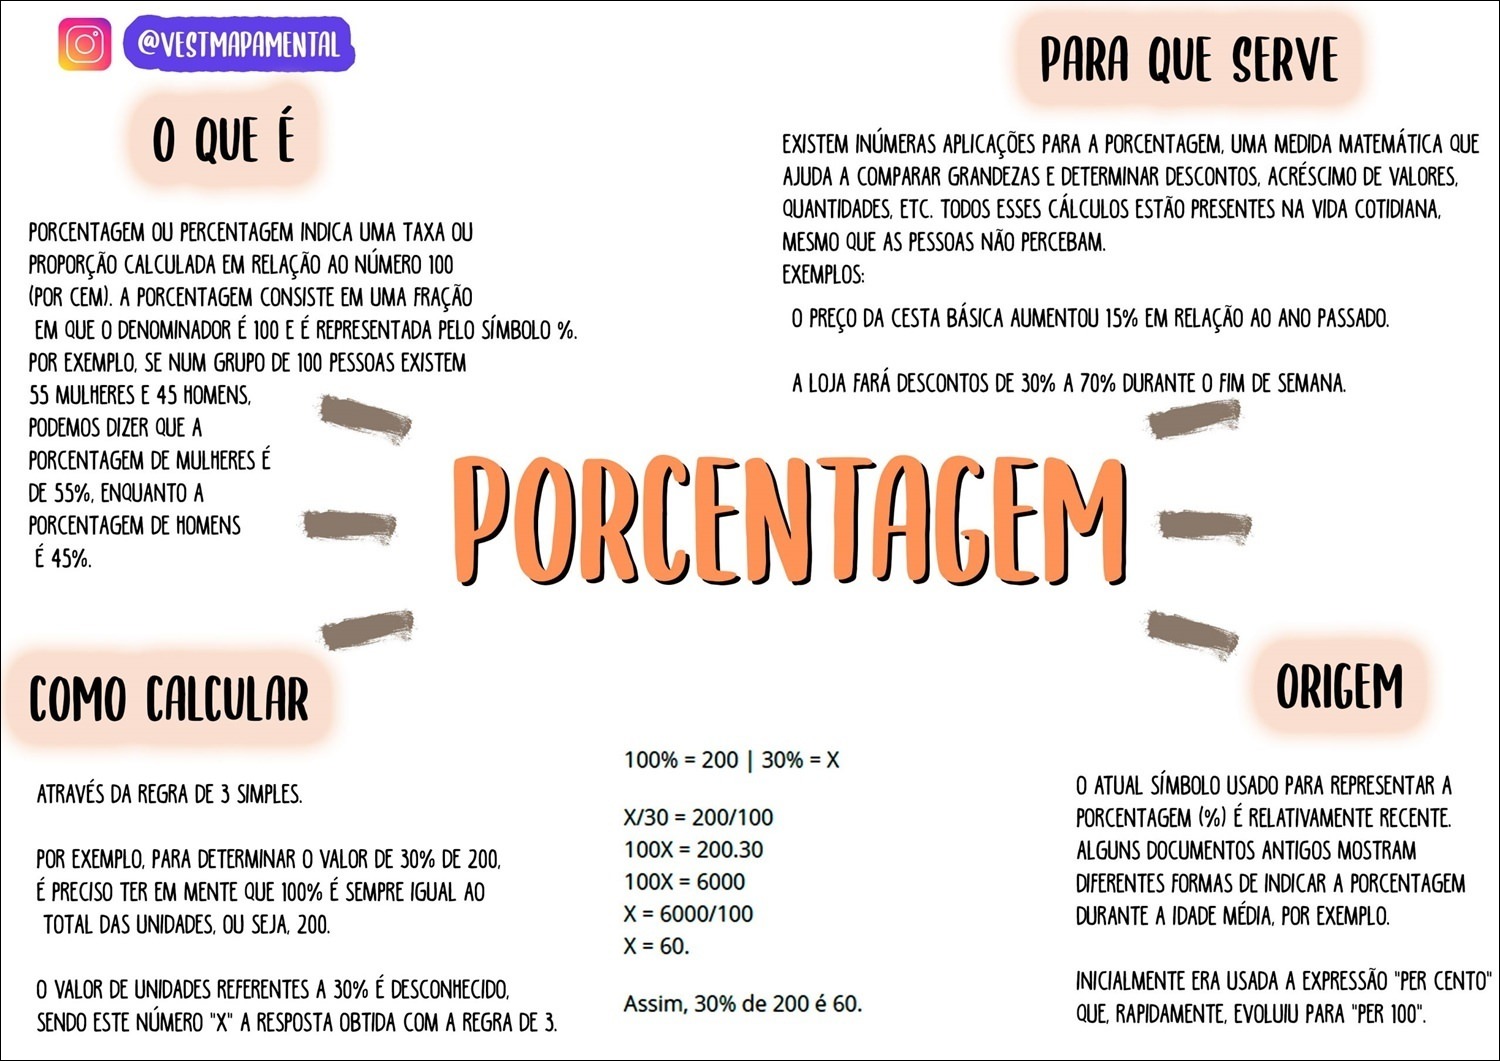 @VESTMAPAMENTAL
O QUE É
PORCENTAGEM OU PERCENTAGEM INDICA UMA TAXA OU
PROPORÇÃO CALCULADA EM RELAÇÃO AO NÚMERO 100
(POR CEM). A PORCENTAGEM CONSISTE EM UMA FRAÇÃO
EM QUE O DENOMINADOR É 100 E É REPRESENTADA PELO SÍMBOLO %.
POR EXEMPLO, SE NUM GRUPO DE 100 PESSOAS EXISTEM
55 MULHERES E 45 HOMENS,
PODEMOS DIZER QUE A
PORCENTAGEM DE MULHERES É
DE 55%, ENQUANTO A
PORCENTAGEM DE HOMENS
É 45%.
PARA QUE SERVE
EXISTEM INÚMERAS APLICAÇÕES PARA A PORCENTAGEM, UMA MEDIDA MATEMÁTICA QUE
AJUDA A COMPARAR GRANDEZAS E DETERMINAR DESCONTOS, ACRÉSCIMO DE VALORES,
QUANTIDADES, ETC. TODOS ESSES CÁLCULOS ESTÃO PRESENTES NA VIDA COTIDIANA,
MESMO QUE AS PESSOAS NÃO PERCEBAM.
EXEMPLOS:
O PREÇO DA CESTA BÁSICA AUMENTOU 15% EM RELAÇÃO AO ANO PASSADO.
A LOJA FARÁ DESCONTOS DE 30% A 70% DURANTE O FIM DE SEMANA.
PORCENTAGEM
COMO CALCULAR
ATRAVÉS DA REGRA DE 3 SIMPLES.
POR EXEMPLO, PARA DETERMINAR O VALOR DE 30% DE 200,
É PRECISO TER EM MENTE QUE 100% É SEMPRE IGUAL AO
TOTAL DAS UNIDADES, OU SEJA, 200.
O VALOR DE UNIDADES REFERENTES A 30% É DESCONHECIDO,
SENDO ESTE NÚMERO "X" A RESPOSTA OBTIDA COM A REGRA DE 3.
100% = 200 | 30% = X
X/30 = 200/100
100X = 200.30
100X = 6000
X = 6000/100
X = 60.
Assim, 30% de 200 é 60.
ORIGEM
O ATUAL SÍMBOLO USADO PARA REPRESENTAR A
PORCENTAGEM (%) É RELATIVAMENTE RECENTE.
ALGUNS DOCUMENTOS ANTIGOS MOSTRAM
DIFERENTES FORMAS DE INDICAR A PORCENTAGEM
DURANTE A IDADE MÉDIA, POR EXEMPLO.
INICIALMENTE ERA USADA A EXPRESSÃO "PER CENTO"
QUE, RAPIDAMENTE, EVOLUIU PARA "PER 100".